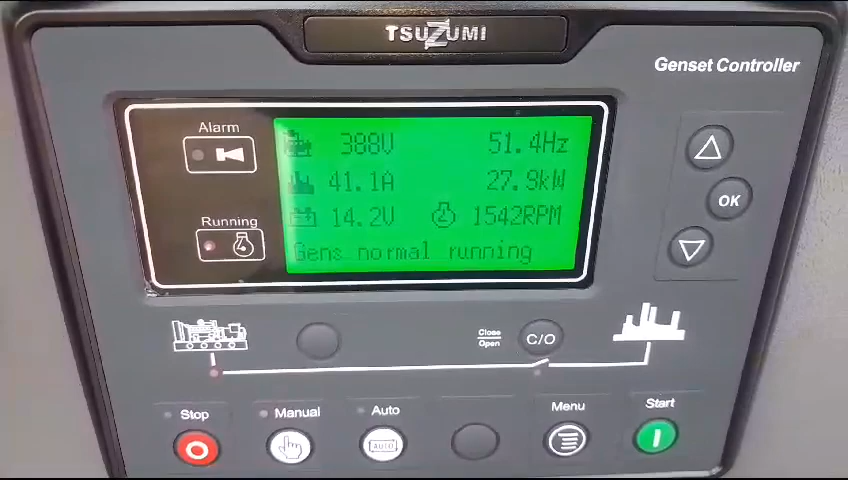 TSUZUMI
Genset Controller
Alarm
388V 51.4Hz
41.1A 27.9kW
Running
14.2V 1542RPM
Gens normal running
OK
Close
Open
C/O
Stop
Manual
Auto
AUTO
Menu
Start